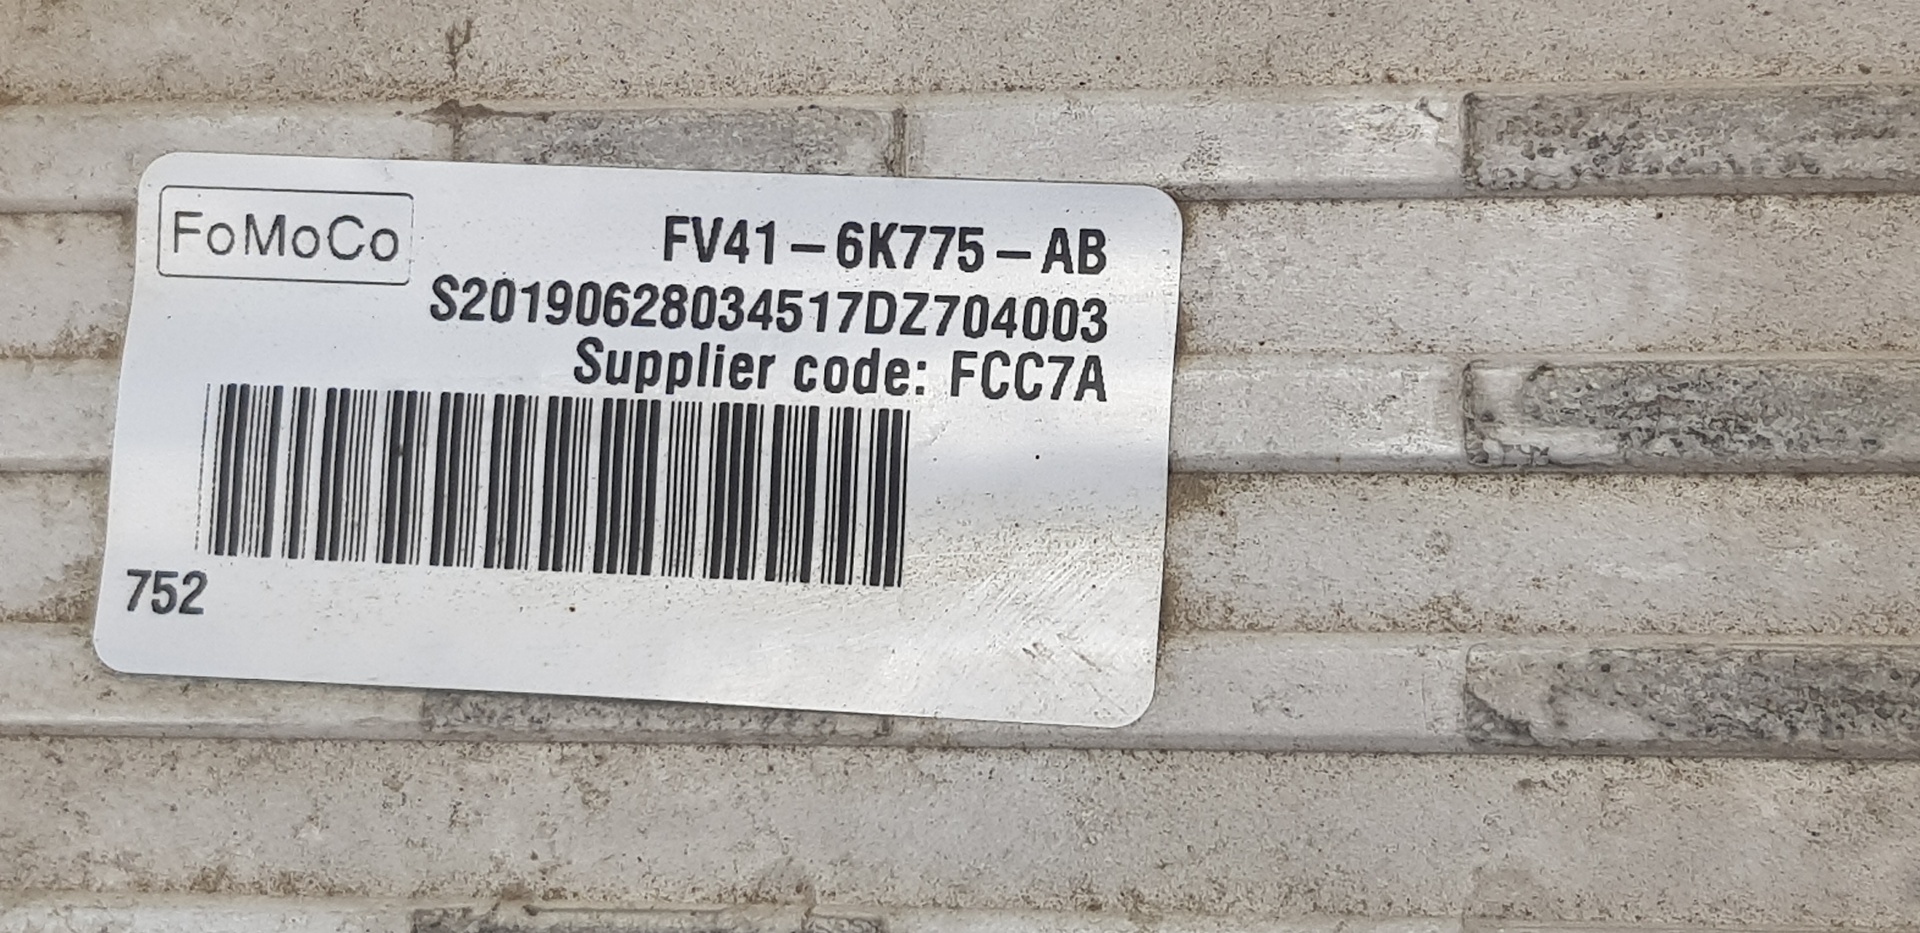 FoMoCo
FV41-6K775-AB
S20190628034517DZ704003
Supplier code: FCC7A
752